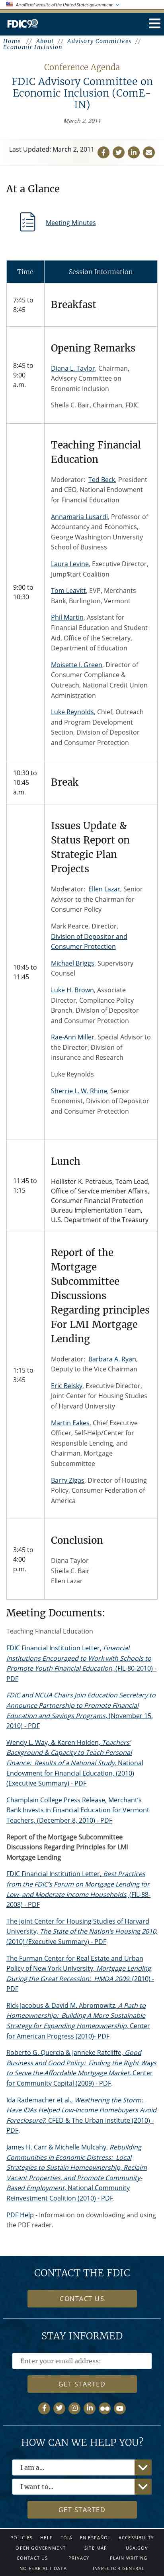 An official website of the United States government
FDIC90
Home // About // Advisory Committees //
Economic Inclusion
Conference Agenda
FDIC Advisory Committee on
Economic Inclusion (ComE-
IN)
March 2, 2011
Last Updated: March 2, 2011
At a Glance
Meeting Minutes
Time
Session Information
7:45 to
8:45
Breakfast
8:45 to
9:00
a.m.
Opening Remarks
Diana L. Taylor, Chairman,
Advisory Committee on
Economic Inclusion
Sheila C. Bair, Chairman, FDIC
9:00 to
10:30
Teaching Financial
Education
Moderator: Ted Beck, President
and CEO, National Endowment
for Financial Education
Annamaria Lusardi, Professor of
Accounting and Economics,
George Washington University
School of Business
Laura Levine, Executive Director,
Jump$tart Coalition
Tom Leavitt, EVP, Merchants
Bank, Burlington, Vermont
Phil Martin, Assistant for
Financial Education and Student
Aid, Office of the Secretary,
Department of Education
Moisette I. Green, Director of
Consumer Compliance &
Outreach, National Credit Union
Administration
Luke Reynolds, Chief, Outreach
and Program Development
Section, Division of Depositor
and Consumer Protection
10:30 to
10:45
a.m.
Break
10:45 to
11:45
Issues Update &
Status Report on
Strategic Plan
Projects
Moderator: Ellen Lazar, Senior
Advisor to the Chairman for
Consumer Policy
Mark Pearce, Director,
Division of Depositor and
Consumer Protection
Michael Briggs, Supervisory
Counsel
Luke H. Brown, Associate
Director, Compliance Policy
Branch, Division of Depositor
and Consumer Protection
Rae-Ann Miller, Special Advisor to
the Director, Division of
Insurance and Research
Luke Reynolds
Sherrie L. W. Rhine, Senior
Economist, Division of Depositor
and Consumer Protection
11:45 to
1:15
Lunch
Hollister K. Petraeus, Team Lead,
Office of Service member Affairs,
Consumer Financial Protection
Bureau Implementation Team,
U.S. Department of the Treasury
1:15 to
3:45
Report of the
Mortgage
Subcommittee
Discussions
Regarding principles
For LMI Mortgage
Lending
Moderator: Barbara A. Ryan,
Deputy to the Vice Chairman
Eric Belsky, Executive Director,
Joint Center for Housing Studies
of Harvard University
Martin Eakes, Chief Executive
Officer, Self-Help/Center for
Responsible Lending, and
Chairman, Mortgage
Subcommittee
Barry Zigas, Director of Housing
Policy, Consumer Federation of
America
3:45 to
4:00
p.m.
Conclusion
Diana Taylor
Sheila C. Bair
Ellen Lazar
Meeting Documents:
Teaching Financial Education
FDIC Financial Institution Letter, Financial
Institutions Encouraged to Work with Schools to
Promote Youth Financial Education. (FIL-80-2010) -
PDF
FDIC and NCUA Chairs Join Education Secretary to
Announce Partnership to Promote Financial
Education and Savings Programs, (November 15,
2010) - PDF
Wendy L. Way, & Karen Holden, Teachers'
Background & Capacity to Teach Personal
Finance: Results of a National Study, National
Endowment for Financial Education, (2010)
(Executive Summary) - PDF
Champlain College Press Release, Merchant's
Bank Invests in Financial Education for Vermont
Teachers, (December 8, 2010) - PDF
Report of the Mortgage Subcommittee
Discussions Regarding Principles for LMI
Mortgage Lending
FDIC Financial Institution Letter, Best Practices
from the FDIC's Forum on Mortgage Lending for
Low- and Moderate Income Households, (FIL-88-
2008) - PDF
The Joint Center for Housing Studies of Harvard
University, The State of the Nation's Housing 2010,
(2010) (Executive Summary) - PDF
The Furman Center for Real Estate and Urban
Policy of New York University, Mortgage Lending
During the Great Recession: HMDA 2009, (2010) -
PDF
Rick Jacobus & David M. Abromowitz, A Path to
Homeownership: Building A More Sustainable
Strategy for Expanding Homeownership, Center
for American Progress (2010)- PDF
Roberto G. Quercia & Janneke Ratcliffe, Good
Business and Good Policy: Finding the Right Ways
to Serve the Affordable Mortgage Market, Center
for Community Capital (2009) - PDF.
Ida Rademacher et al., Weathering the Storm:
Have IDAs Helped Low-Income Homebuyers Avoid
Foreclosure?, CFED & The Urban Institute (2010) -
PDF.
James H. Carr & Michelle Mulcahy, Rebuilding
Communities in Economic Distress: Local
Strategies to Sustain Homeownership, Reclaim
Vacant Properties, and Promote Community-
Based Employment, National Community
Reinvestment Coalition (2010) - PDF.
PDF Help - Information on downloading and using
the PDF reader.
CONTACT THE FDIC
CONTACT US
STAY INFORMED
Enter your email address:
GET STARTED
HOW CAN WE HELP YOU?
I am a...
I want to...
GET STARTED
POLICIES HELP FOIA EN ESPAÑOL ACCESSIBILITY
OPEN GOVERNMENT SITE MAP USA.GOV
CONTACT US PRIVACY PLAIN WRITING
NO FEAR ACT DATA INSPECTOR GENERAL